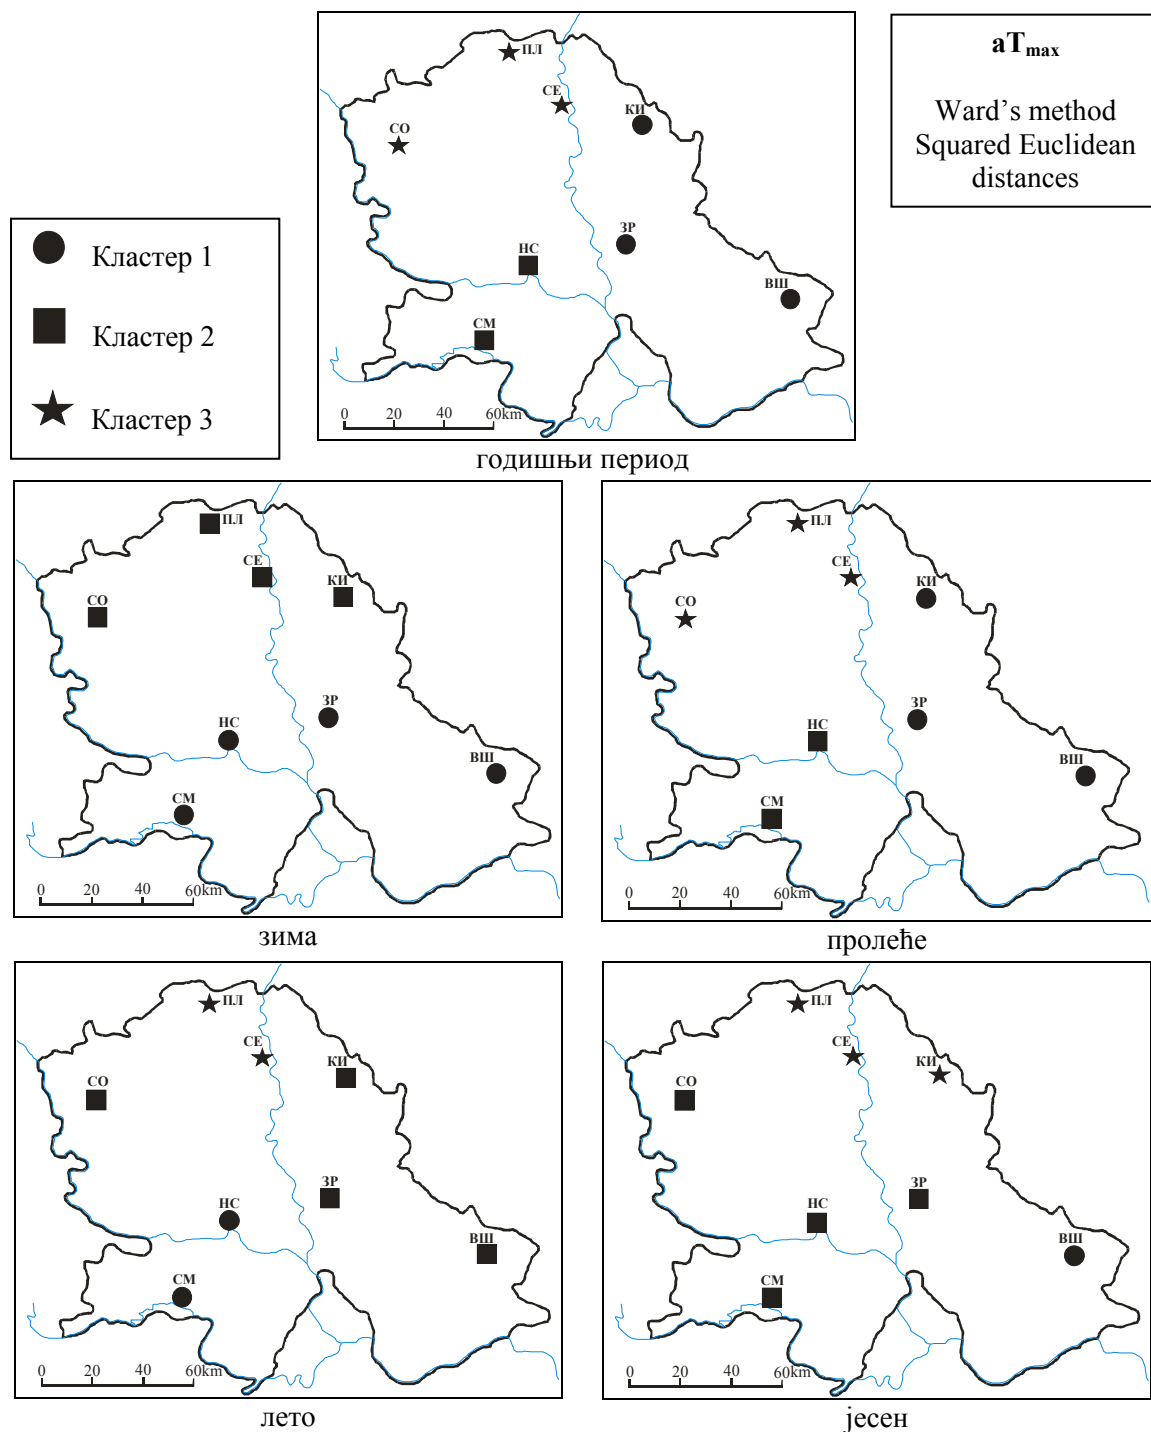 aTmax
Ward's method
Squared Euclidean
distances
Кластер 1
Кластер 2
Кластер 3
ПЛ
СЕ
КИ
СО
ЗР
НС
ВШ
СМ
0 20 40 60km
годишњи период
ПЛ
СЕ
КИ
СО
ЗР
НС
ВШ
СМ
0 20 40 60km
зима
ПЛ
СЕ
КИ
СО
ЗР
НС
ВШ
СМ
0 20 40 60km
пролеће
ПЛ
СЕ
КИ
СО
ЗР
НС
ВШ
СМ
0 20 40 60km
лето
ПЛ
СЕ
КИ
СО
ЗР
НС
ВШ
СМ
0 20 40 60km
јесен